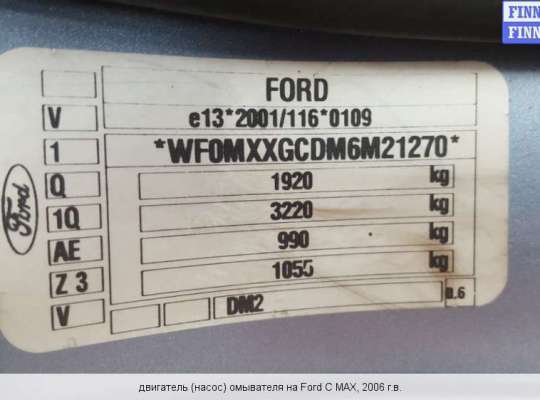 FINN
FINN
FORD
V e13*2001/116*0109
1 *WF0MXXGCDM6M21270*
Q 1920 kg
1Q 3220 kg
AE 990 kg
Z 3 1055 kg
V DM2
Ford
двигатель (насос) омывателя на Ford C MAX, 2006 г.в.